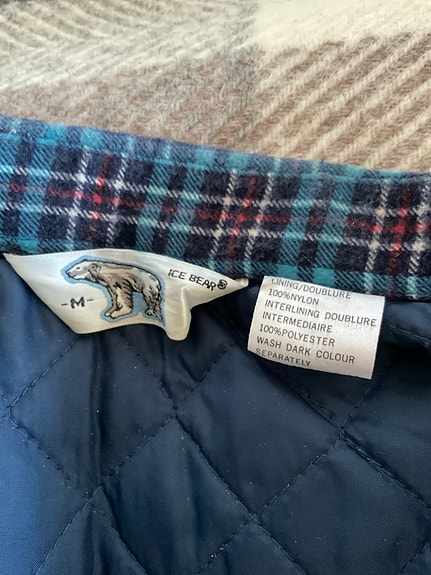 ICE BEAR®
-M-
LINING/DOUBLURE
100%NYLON
INTERLINING DOUBLURE
INTERMEDIAIRE
100%POLYESTER
WASH DARK COLOUR
SEPARATELY